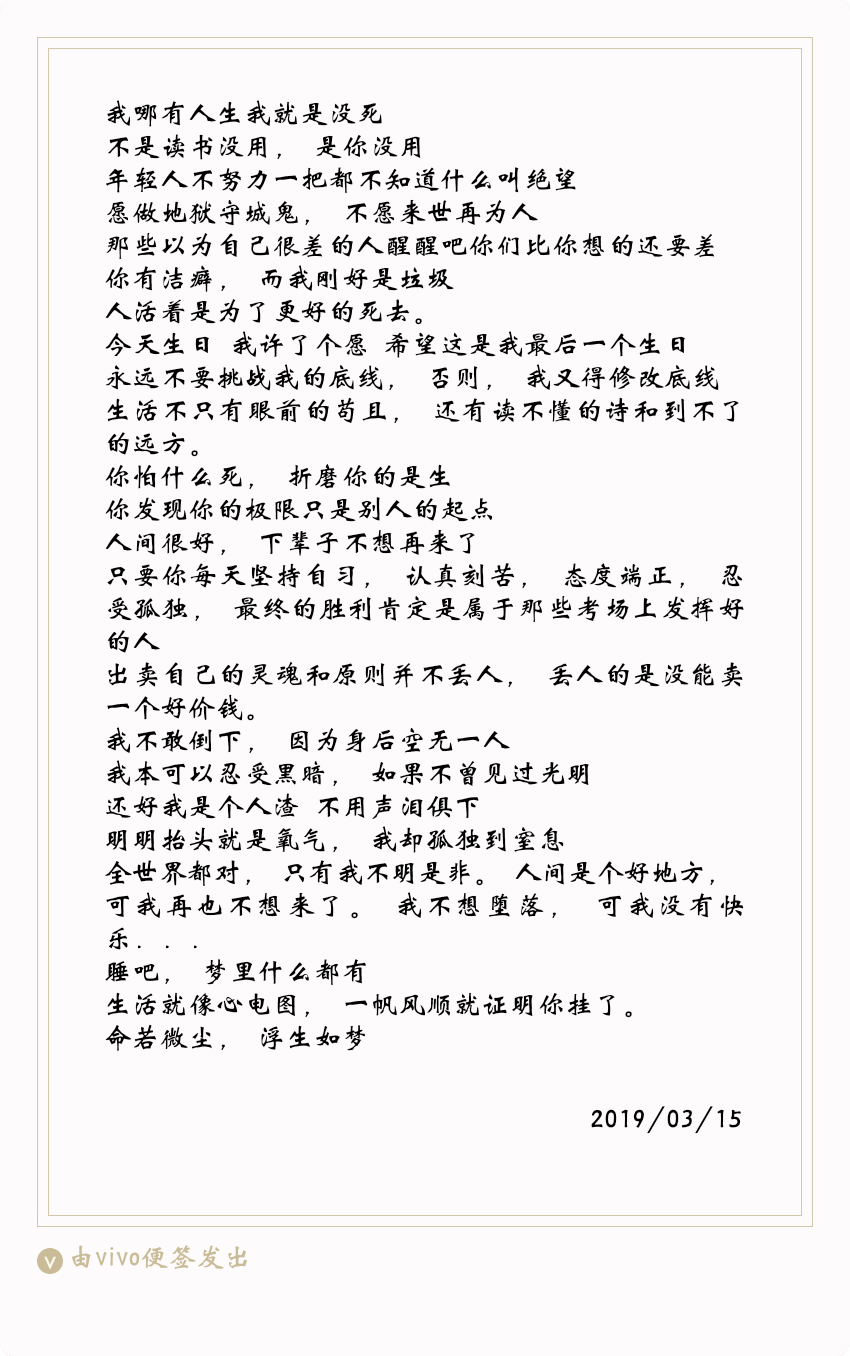 我哪有人生我就是没死
不是读书没用， 是你没用
年轻人不努力一把都不知道什么叫绝望
愿做地狱守城鬼， 不愿来世再为人
那些以为自己很差的人醒醒吧你们比你想的还要差
你有洁癖， 而我刚好是垃圾
人活着是为了更好的死去。
今天生日 我许了个愿 希望这是我最后一个生日
永远不要挑战我的底线， 否则， 我又得修改底线
生活不只有眼前的苟且， 还有读不懂的诗和到不了
的远方。
你怕什么死， 折磨你的是生
你发现你的极限只是别人的起点
人间很好， 下辈子不想再来了
只要你每天坚持自习， 认真刻苦， 态度端正， 忍
受孤独， 最终的胜利肯定是属于那些考场上发挥好
的人
出卖自己的灵魂和原则并不丢人， 丢人的是没能卖
一个好价钱。
我不敢倒下， 因为身后空无一人
我本可以忍受黑暗， 如果不曾见过光明
还好我是个人渣 不用声泪俱下
明明抬头就是氧气， 我却孤独到窒息
全世界都对， 只有我不明是非。 人间是个好地方，
可我再也不想来了。 我不想堕落， 可我没有快
乐...
睡吧， 梦里什么都有
生活就像心电图， 一帆风顺就证明你挂了。
命若微尘， 浮生如梦
2019/03/15
v 由vivo便签发出